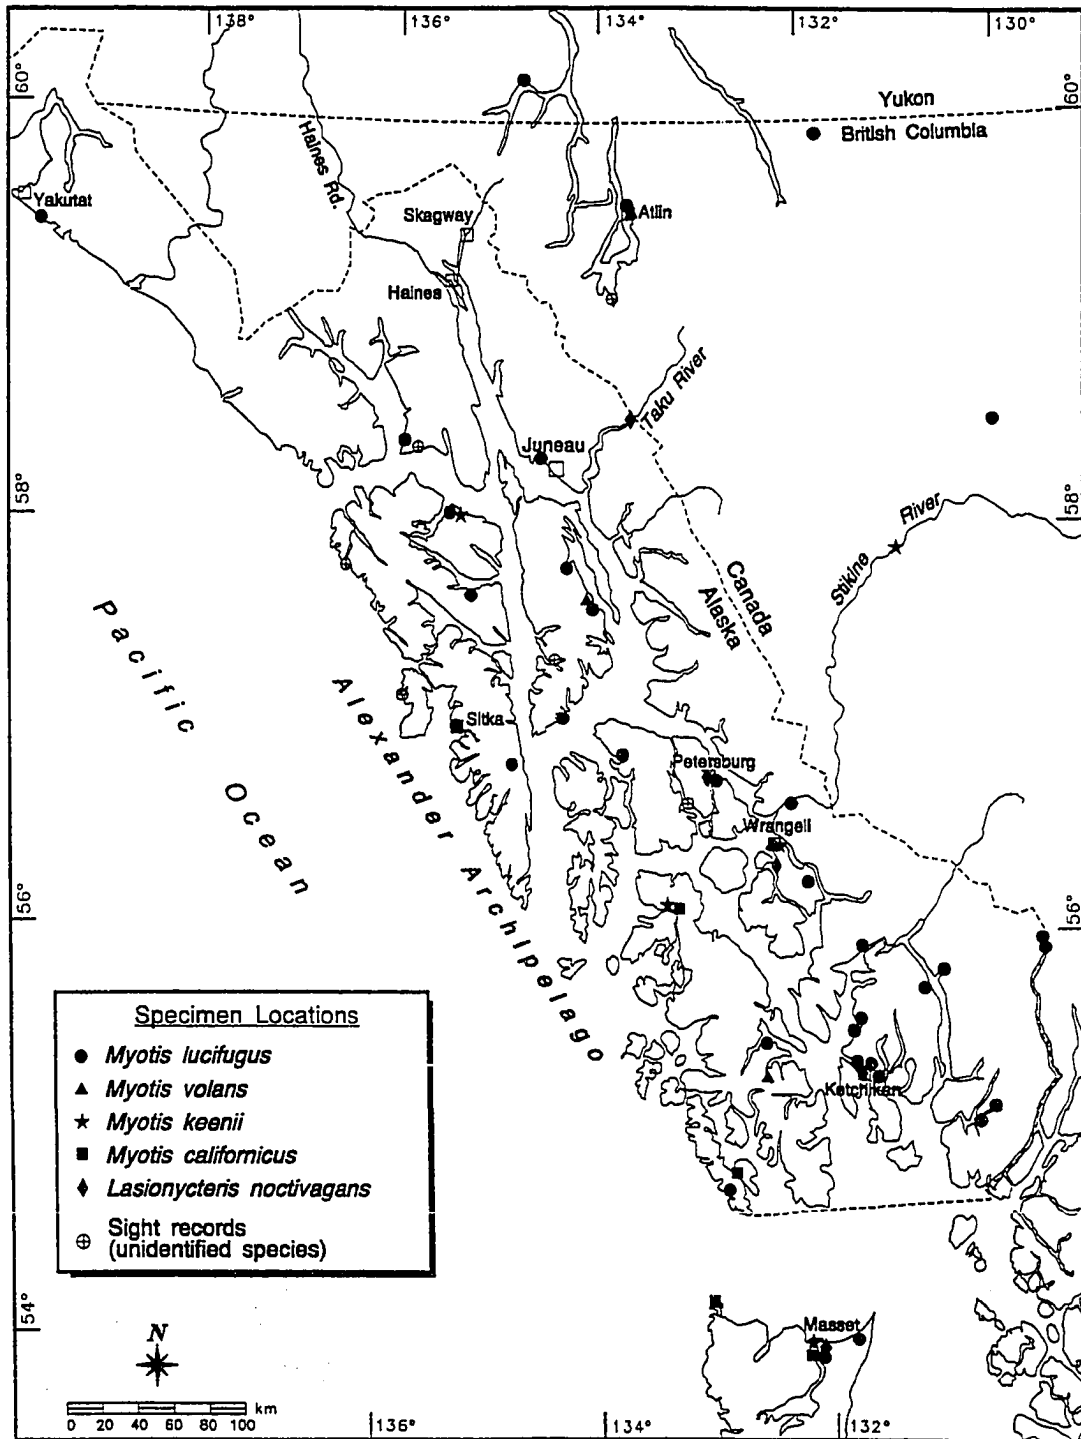 138° 136° 134° 132° 130°
60°
60°
Yukon
British Columbia
Haines Rd.
Yakutat
Skagway
Atlin
Haines
Taku River
Juneau
58°
58°
Stikine River
Canada
Alaska
Pacific Ocean
Alexander Archipelago
Sitka
Petersburg
Wrangell
56°
56°
Ketchikan
Specimen Locations
Myotis lucifugus
Myotis volans
Myotis keenii
Myotis californicus
Lasionycteris noctivagans
Sight records
(unidentified species)
54°
Masset
N
km
0 20 40 60 80 100
136° 134° 132°